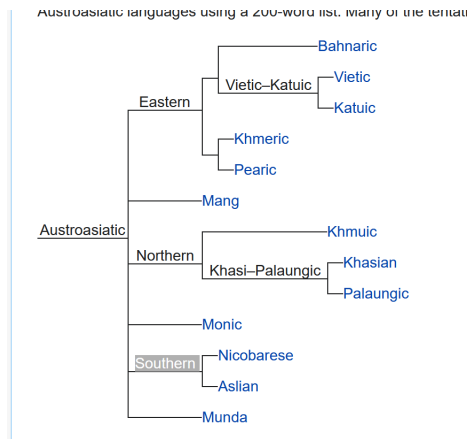 Austroasiatic languages using a 200-word list. Many of the
Bahnaric
Vietic–Katuic
Vietic
Katuic
Eastern
Khmeric
Pearic
Mang
Austroasiatic
Khmuic
Northern
Khasi–Palaungic
Khasian
Palaungic
Monic
Southern
Nicobarese
Aslian
Munda